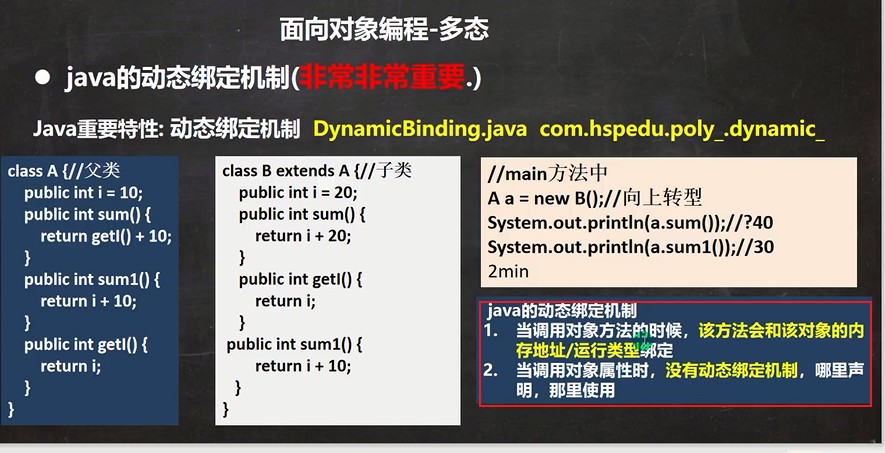 面向对象编程-多态
● java的动态绑定机制(非常非常重要.)
Java重要特性: 动态绑定机制 DynamicBinding.java com.hspedu.poly_.dynamic_
class A {//父类
public int i = 10;
public int sum() {
return getI() + 10;
}
public int sum1() {
return i + 10;
}
public int getI() {
return i;
}
}
class B extends A {//子类
public int i = 20;
public int sum() {
return i + 20;
}
public int getI() {
return i;
}
public int sum1() {
return i + 10;
}
}
//main方法中
A a = new B();//向上转型
System.out.println(a.sum());//?40
System.out.println(a.sum1());//30
2min
java的动态绑定机制
1. 当调用对象方法的时候，该方法会和该对象的内
存地址/运行类型绑定
2. 当调用对象属性时，没有动态绑定机制，哪里声
明，那里使用